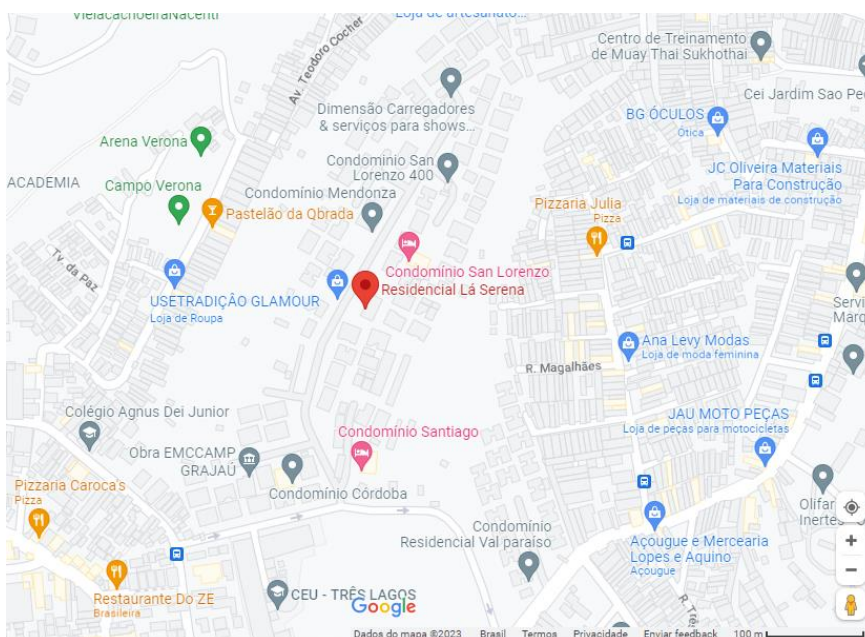 VielacachoeiraNacenti
Loja de artesanato...
Av. Teodoro Cocher
Centro de Treinamento
de Muay Thai Sukhothai
Cei Jardim Sao Pe
Dimensão Carregadores
& serviços para shows...
BG ÓCULOS
Ótica
Arena Verona
Condominio San
Lorenzo 400
JC Oliveira Materiais
Para Construção
Loja de materiais de construção
ACADEMIA
Campo Verona
Condomínio Mendonza
Pastelão da Qbrada
Pizzaria Julia
Pizza
Tv. da Paz
Condomínio San Lorenzo
Residencial Lá Serena
USETRADIÇÃO GLAMOUR
Loja de Roupa
Servi
Marq
Ana Levy Modas
Loja de moda feminina
R. Magalhães
Colégio Agnus Dei Junior
JAU MOTO PEÇAS
Loja de peças para motocicletas
Condomínio Santiago
Obra EMCCAMP
GRAJAÚ
Pizzaria Caroca's
Pizza
Condomínio Córdoba
Olifar
Inertes
Condomínio
Residencial Val paraíso
Açougue e Mercearia
Lopes e Aquino
Açougue
Restaurante Do ZE
Brasileira
CEU - TRÊS LAGOS
Google
R. Trê
Dados do mapa ©2023 Brasil Termos Privacidade Enviar feedback 100 m